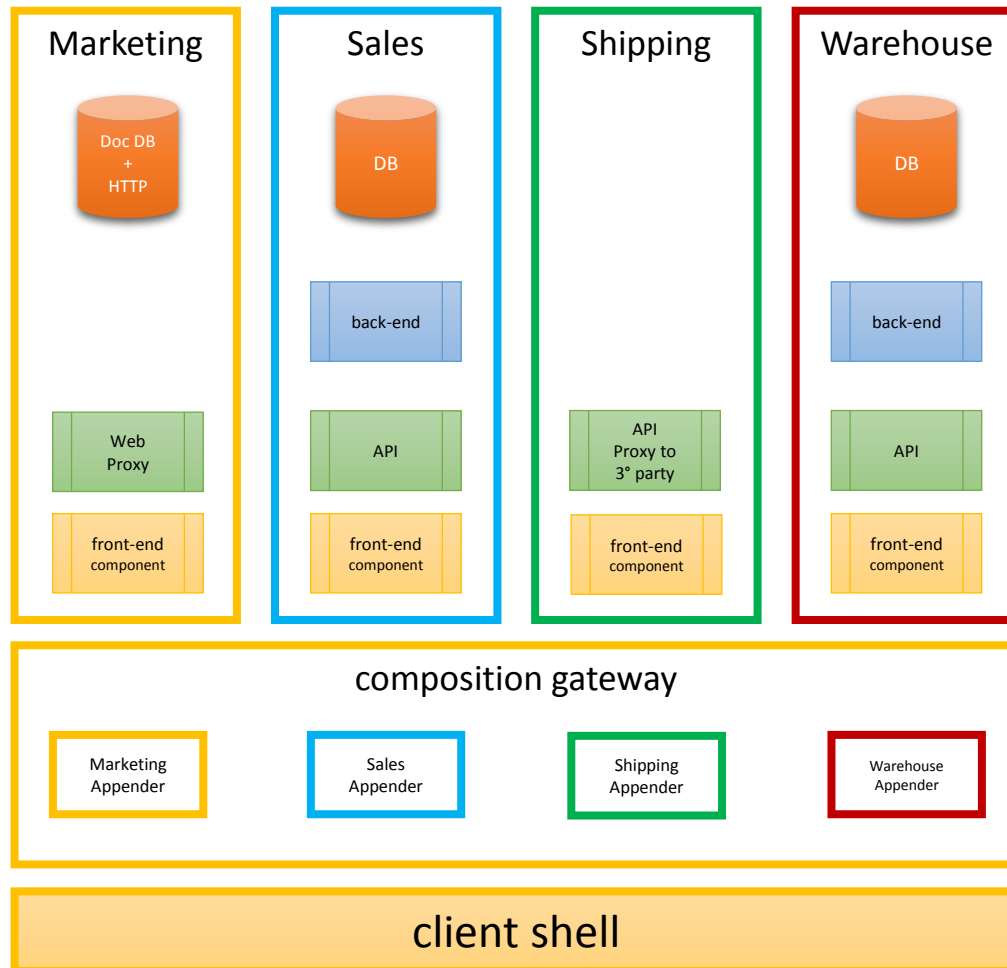 Marketing
Sales
Shipping
Warehouse
Doc DB
+
HTTP
DB
DB
back-end
back-end
Web
Proxy
API
API
Proxy to
3° party
API
front-end
component
front-end
component
front-end
component
front-end
component
composition gateway
Marketing
Appender
Sales
Appender
Shipping
Appender
Warehouse
Appender
client shell